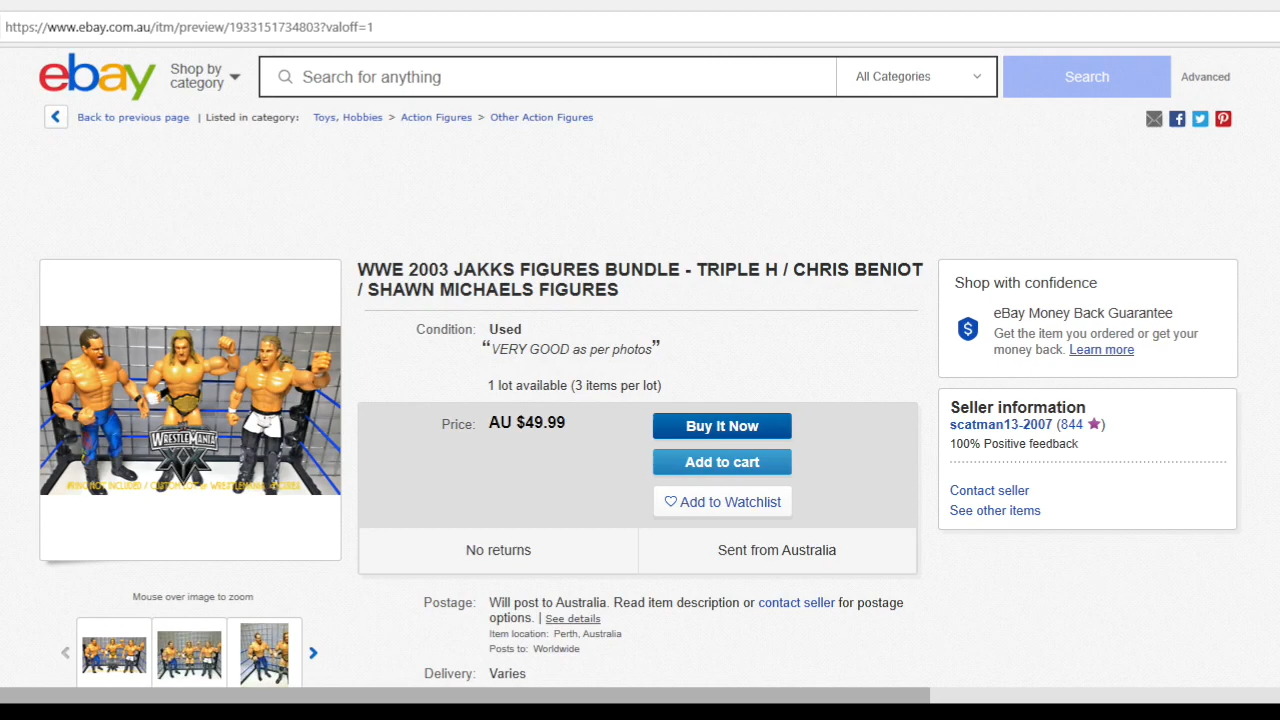 https://www.ebay.com.au/itm/preview/1933151734803?valoff=1
ebay
Shop by
category
Search for anything
All Categories
Search
Advanced
Back to previous page | Listed in category: Toys, Hobbies > Action Figures > Other Action Figures
WWE 2003 JAKKS FIGURES BUNDLE - TRIPLE H / CHRIS BENIOT
/ SHAWN MICHAELS FIGURES
Condition: Used
“VERY GOOD as per photos”
1 lot available (3 items per lot)
Price: AU $49.99
Buy It Now
Add to cart
Add to Watchlist
No returns
Sent from Australia
Postage: Will post to Australia. Read item description or contact seller for postage
options. | See details
Item location: Perth, Australia
Posts to: Worldwide
Delivery: Varies
Shop with confidence
eBay Money Back Guarantee
Get the item you ordered or get your
money back. Learn more
Seller information
scatman13-2007 (844)
100% Positive feedback
Contact seller
See other items
WRESTLEMANIA
XX
Mouse over image to zoom